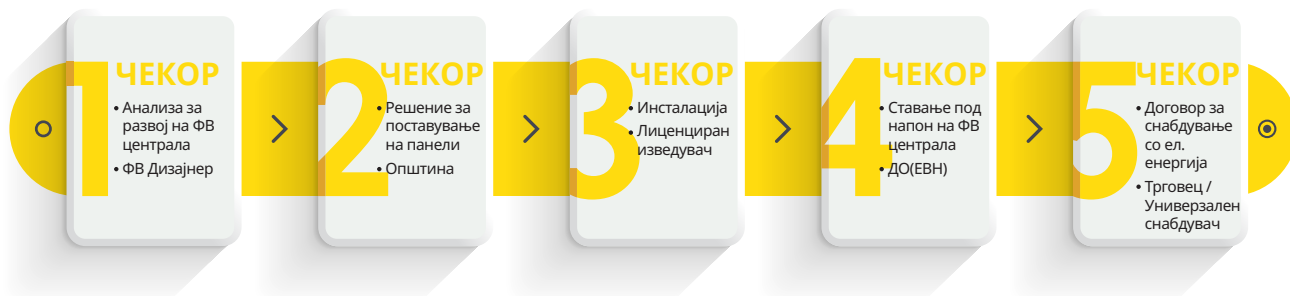 1 ЧЕКОР
• Анализа за
развој на ФВ
централа
• ФВ Дизајнер
2 ЧЕКОР
• Решение за
поставување
на панели
• Општина
3 ЧЕКОР
• Инсталација
• Лиценциран
изведувач
4 ЧЕКОР
• Ставање под
напон на ФВ
централа
• ДО(ЕВН)
5 ЧЕКОР
• Договор за
снабдување
со ел.
енергија
• Трговец /
Универзален
снабдувач